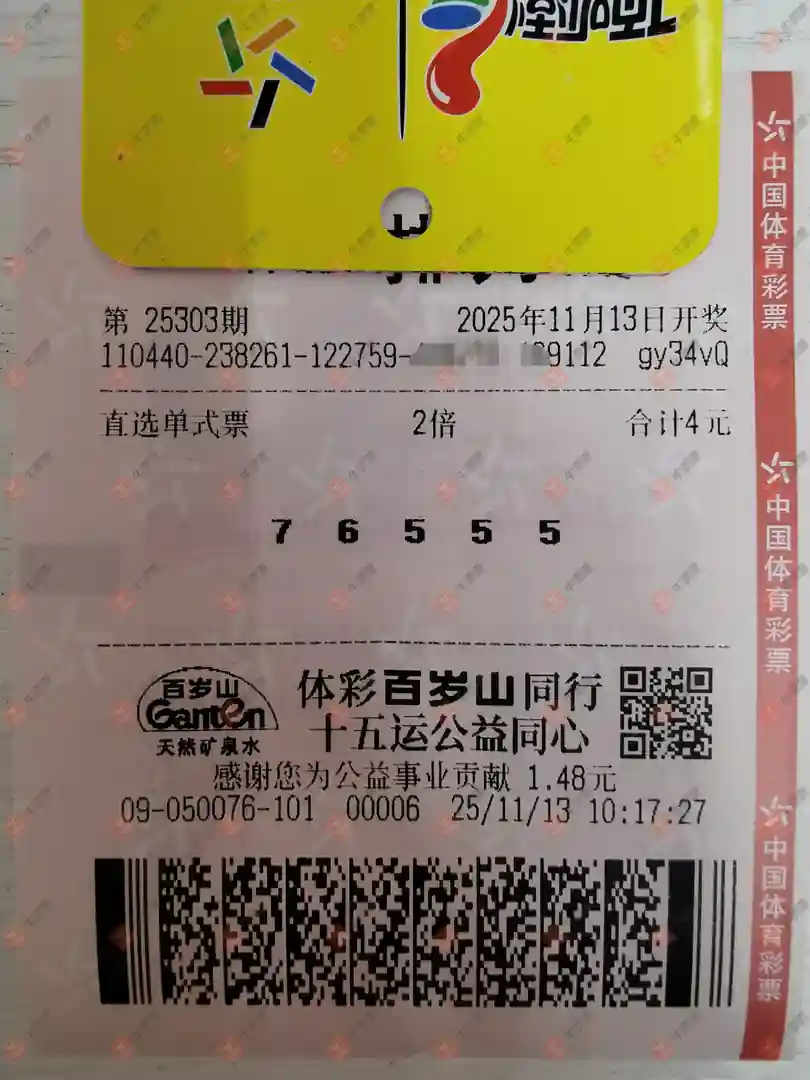 第 25303期 2025年11月13日开奖
110440-238261-122759- 9112 gy34vQ
直选单式票 2倍 合计4元
7 6 5 5 5
百岁山
Ganten
天然矿泉水
体彩百岁山同行
十五运公益同心
感谢您为公益事业贡献 1.48元
09-050076-101 00006 25/11/13 10:17:27
中国体育彩票
中国体育彩票
中国体育彩票